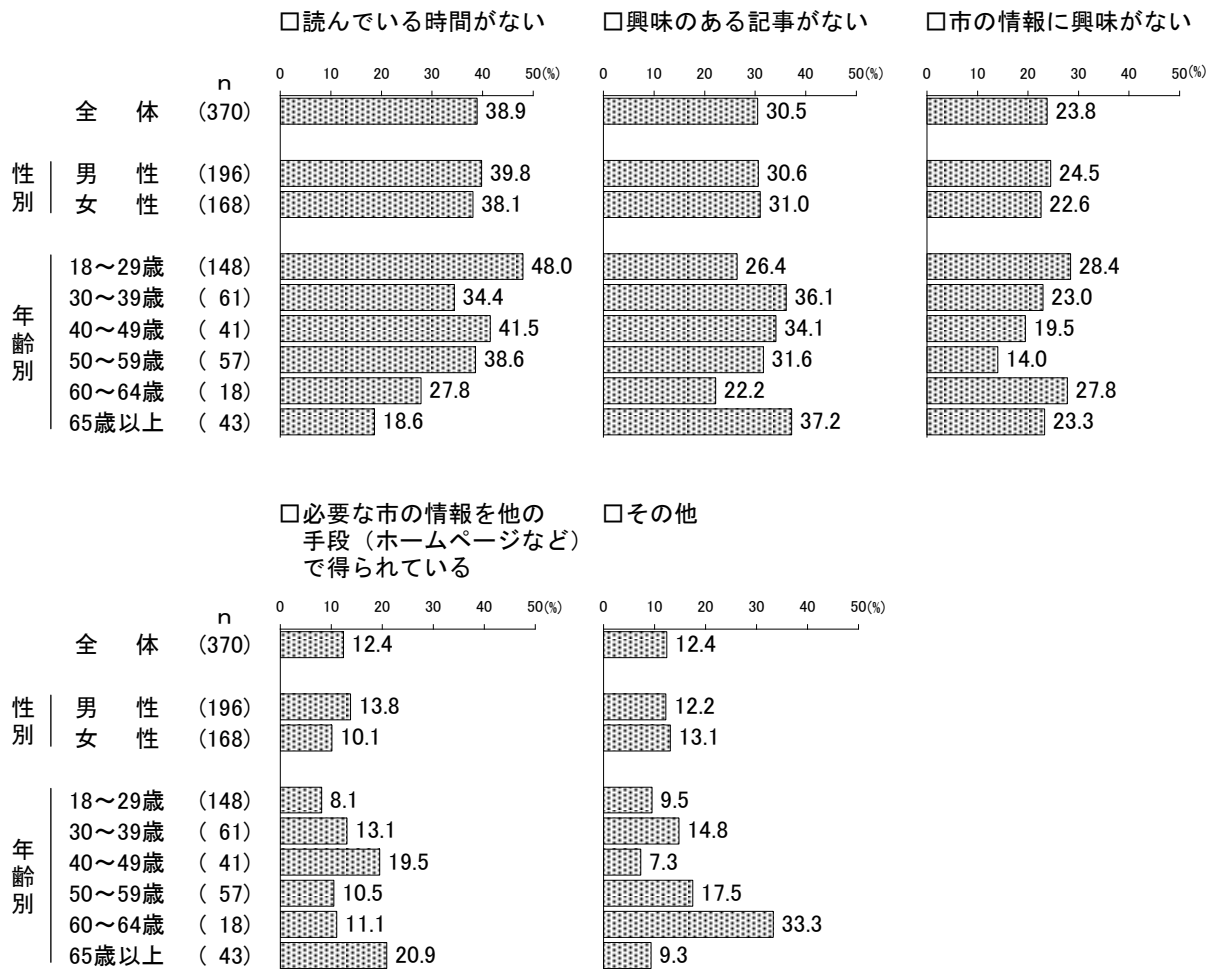 □読んでいる時間がない □興味のある記事がない □市の情報に興味がない
0 10 20 30 40 50(%) 0 10 20 30 40 50(%) 0 10 20 30 40 50(%)
n
全 体 (370) 38.9 30.5 23.8
性別
男 性 (196) 39.8 30.6 24.5
女 性 (168) 38.1 31.0 22.6
年齢別
18～29歳 (148) 48.0 26.4 28.4
30～39歳 ( 61) 34.4 36.1 23.0
40～49歳 ( 41) 41.5 34.1 19.5
50～59歳 ( 57) 38.6 31.6 14.0
60～64歳 ( 18) 27.8 22.2 27.8
65歳以上 ( 43) 18.6 37.2 23.3
□必要な市の情報を他の □その他
手段（ホームページなど）
で得られている
0 10 20 30 40 50(%) 0 10 20 30 40 50(%)
n
全 体 (370) 12.4 12.4
性別
男 性 (196) 13.8 12.2
女 性 (168) 10.1 13.1
年齢別
18～29歳 (148) 8.1 9.5
30～39歳 ( 61) 13.1 14.8
40～49歳 ( 41) 19.5 7.3
50～59歳 ( 57) 10.5 17.5
60～64歳 ( 18) 11.1 33.3
65歳以上 ( 43) 20.9 9.3